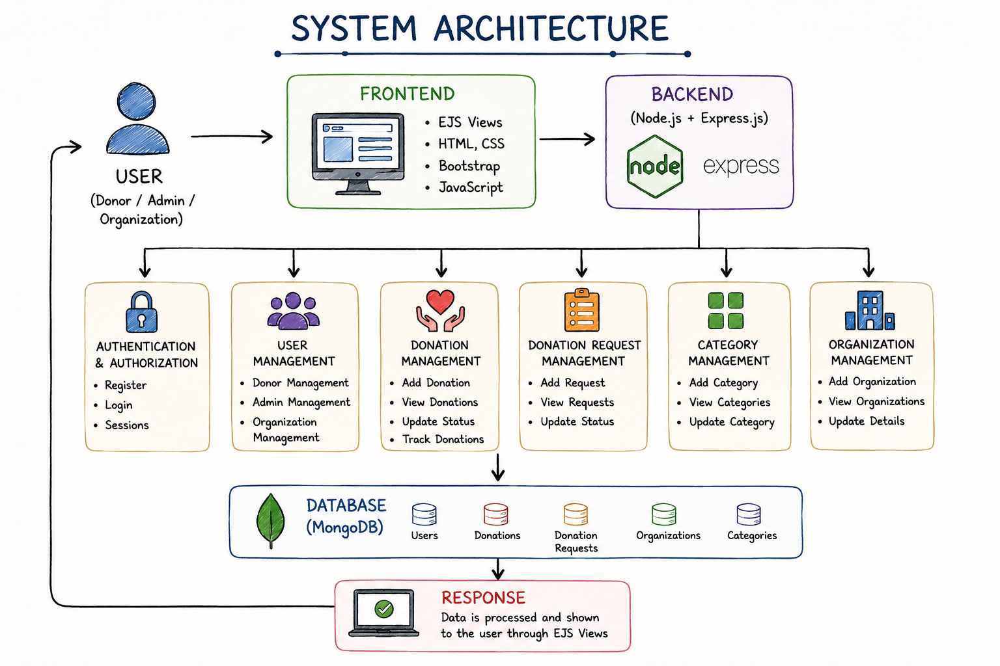 SYSTEM ARCHITECTURE
USER
(Donor / Admin /
Organization)
FRONTEND
• EJS Views
• HTML, CSS
• Bootstrap
• JavaScript
BACKEND
(Node.js + Express.js)
node
express
AUTHENTICATION
& AUTHORIZATION
• Register
• Login
• Sessions
USER
MANAGEMENT
• Donor Management
• Admin Management
• Organization
Management
DONATION
MANAGEMENT
• Add Donation
• View Donations
• Update Status
• Track Donations
DONATION REQUEST
MANAGEMENT
• Add Request
• View Requests
• Update Status
CATEGORY
MANAGEMENT
• Add Category
• View Categories
• Update Category
ORGANIZATION
MANAGEMENT
• Add Organization
• View Organizations
• Update Details
DATABASE
(MongoDB)
Users
Donations
Donation
Requests
Organizations
Categories
RESPONSE
Data is processed and shown
to the user through EJS Views